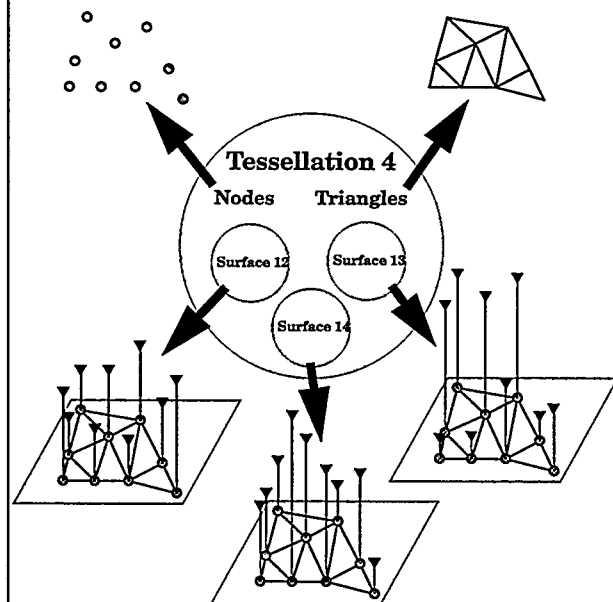 Tessellation 4
Nodes Triangles
Surface 12
Surface 13
Surface 14